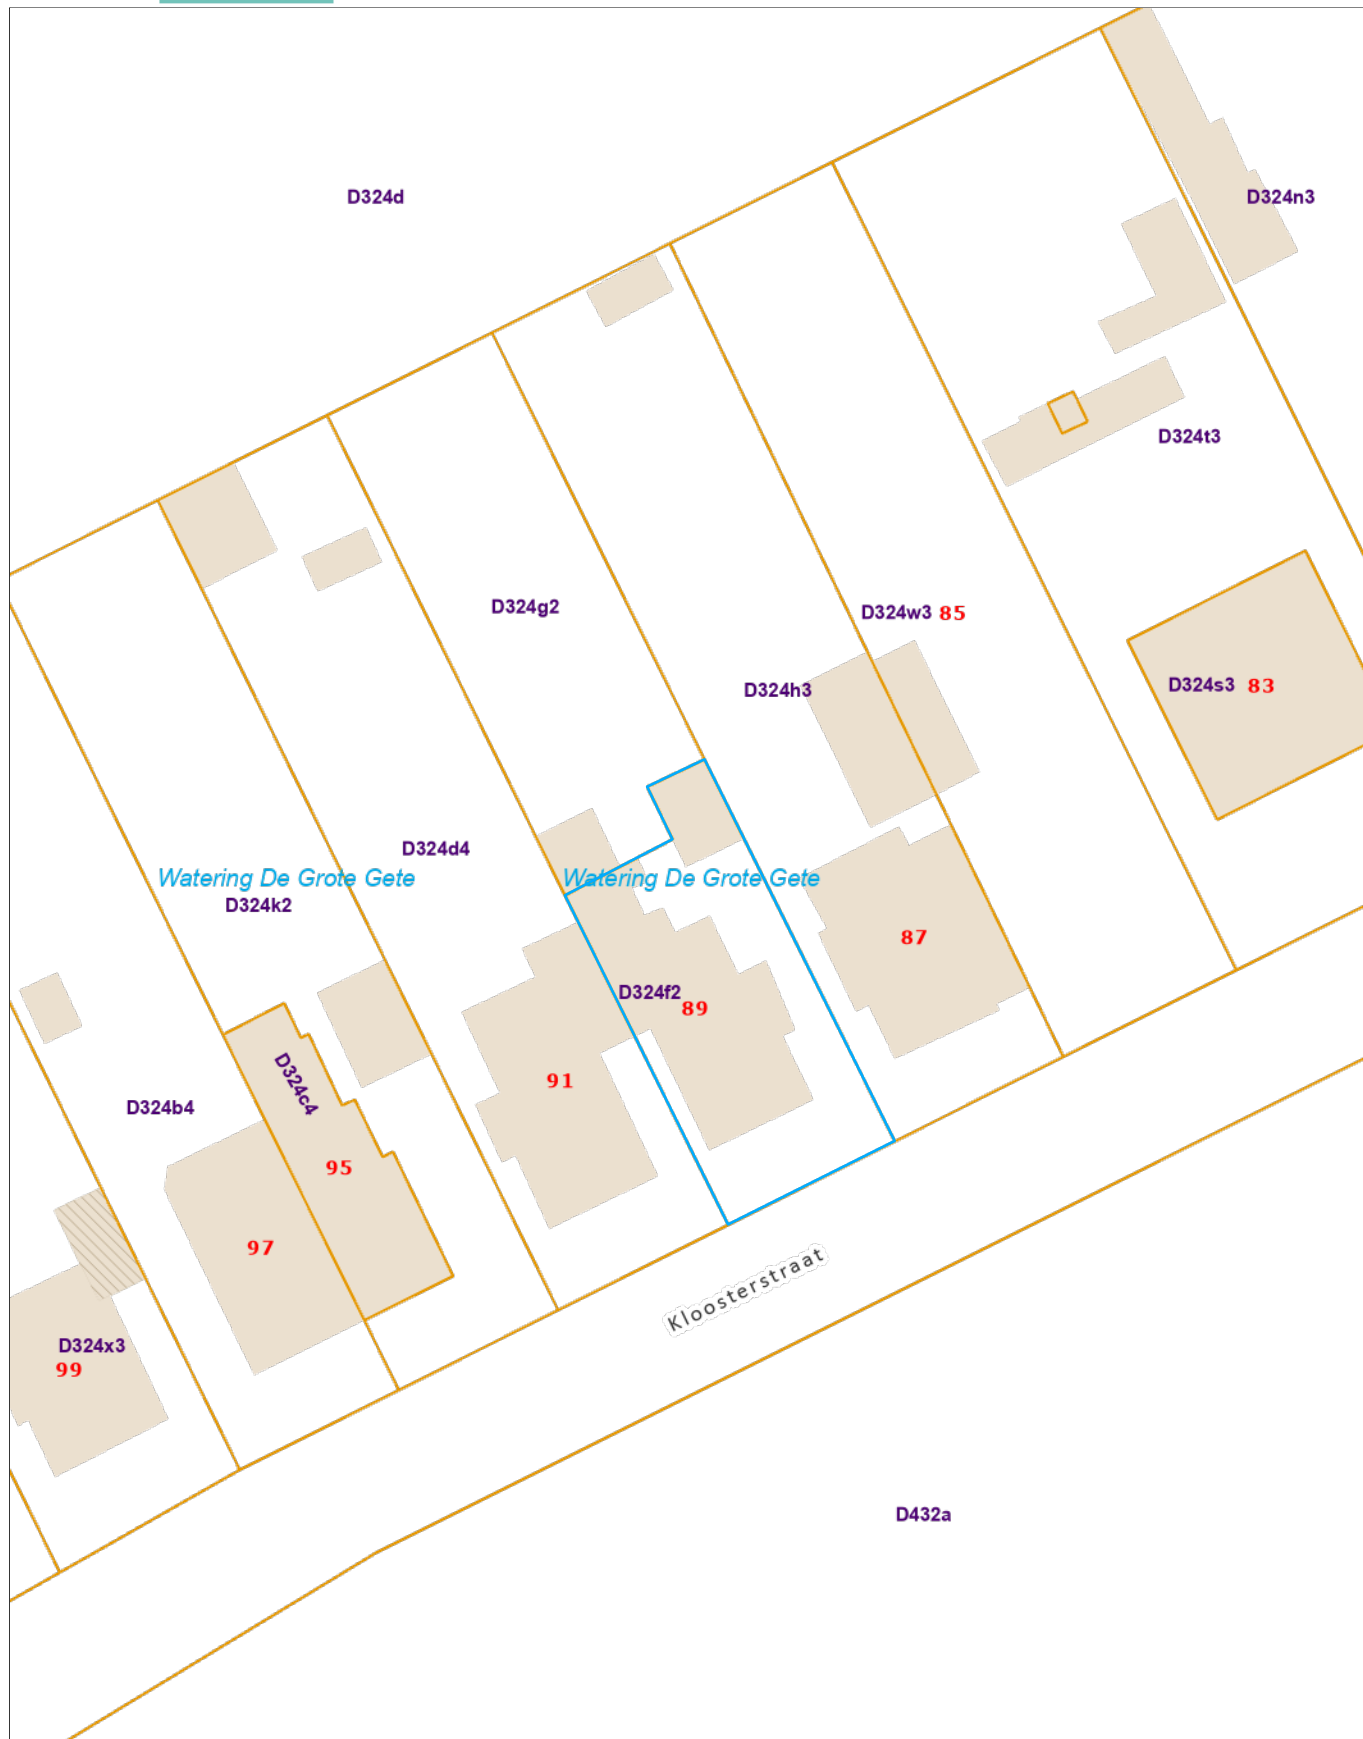 D324d
D324n3
D324t3
D324g2
D324w3 85
D324s3 83
D324h3
D324d4
Watering De Grote Gete
Watering De Grote Gete
D324k2
87
D324f2
89
D324c4
91
D324b4
95
97
Kloosterstraat
D324x3
99
D432a